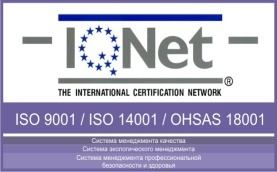 IQNet
®
THE INTERNATIONAL CERTIFICATION NETWORK
ISO 9001 / ISO 14001 / OHSAS 18001
Система менеджмента качества
Система экологического менеджмента
Система менеджмента профессиональной
безопасности и здоровья